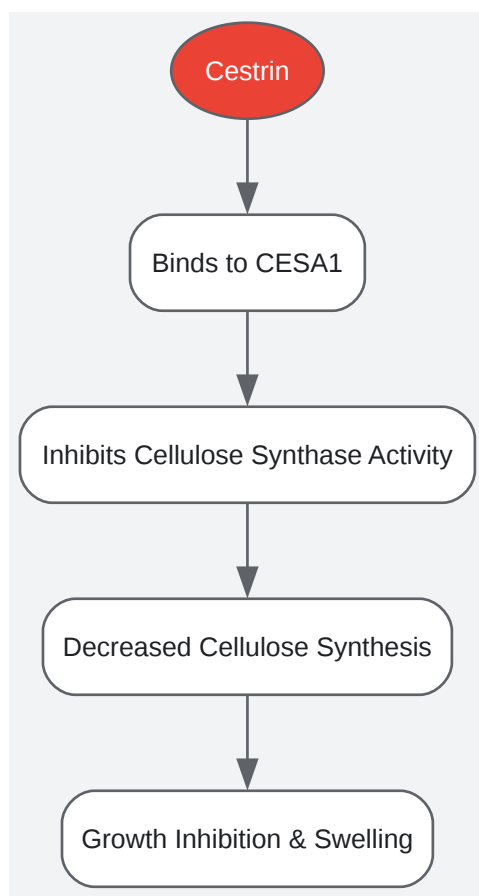 Cestrin
Binds to CESA1
Inhibits Cellulose Synthase Activity
Decreased Cellulose Synthesis
Growth Inhibition & Swelling